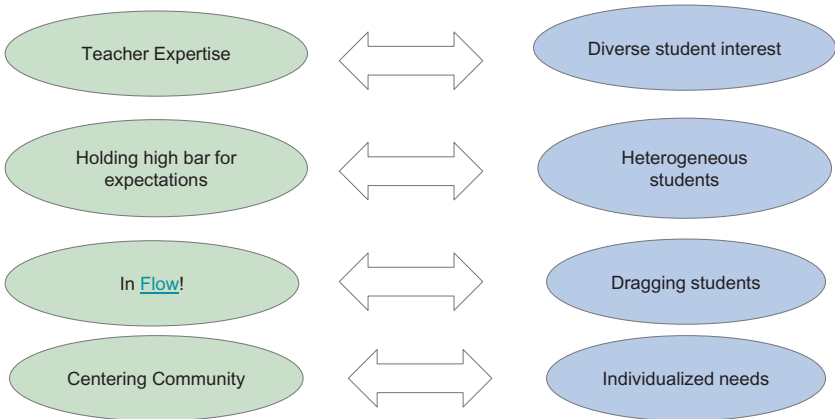 Teacher Expertise
Diverse student interest
Holding high bar for
expectations
Heterogeneous
students
In Flow!
Dragging students
Centering Community
Individualized needs